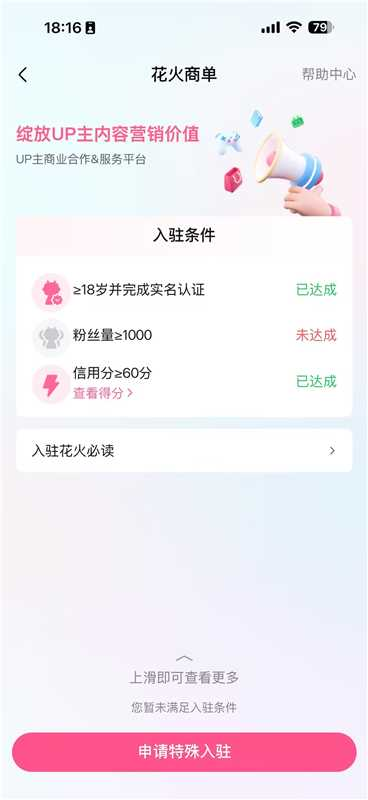 18:16
79
花火商单
帮助中心
绽放UP主内容营销价值
UP主商业合作&服务平台
入驻条件
≥18岁并完成实名认证
已达成
粉丝量≥1000
未达成
信用分≥60分
查看得分
已达成
入驻花火必读
上滑即可查看更多
您暂未满足入驻条件
申请特殊入驻